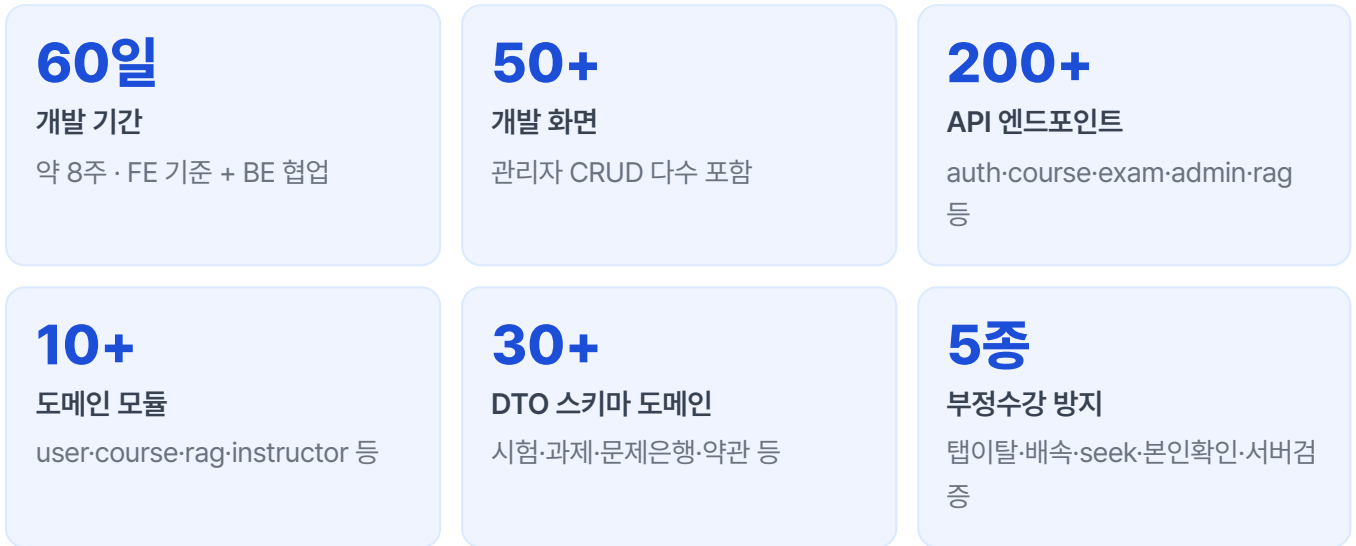 60일
개발 기간
약 8주 · FE 기준 + BE 협업
50+
개발 화면
관리자 CRUD 다수 포함
200+
API 엔드포인트
auth·course·exam·admin·rag
등
10+
도메인 모듈
user·course·rag·instructor 등
30+
DTO 스키마 도메인
시험·과제·문제은행·약관 등
5종
부정수강 방지
탭이탈·배속·seek·본인확인·서버검
증